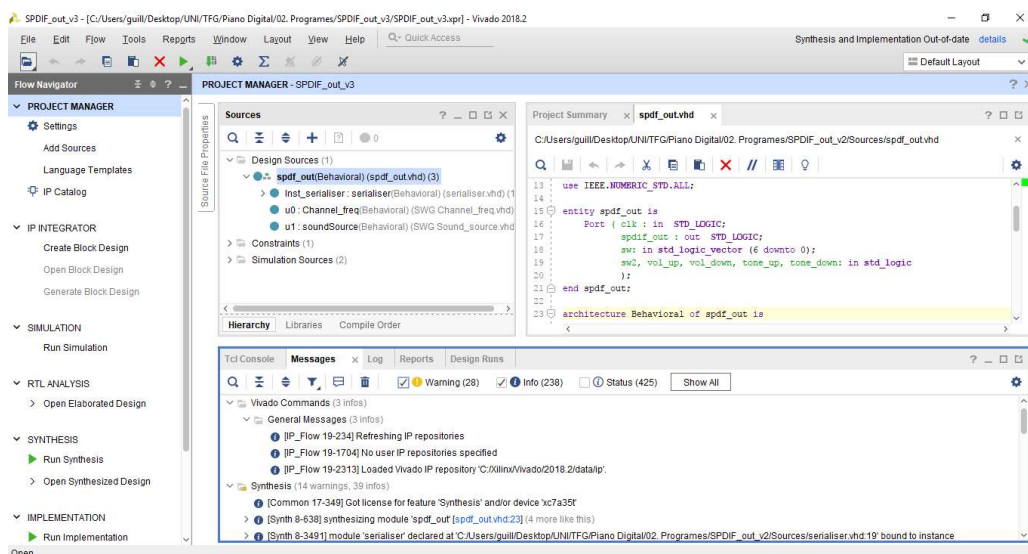 SPDIF_out_v3 - [C:/Users/guill/Desktop/UNI/TFG/Piano Digital/02. Programes/SPDIF_out_v3/SPDIF_out_v3.xpr] - Vivado 2018.2
File Edit Flow Tools Reports Window Layout View Help Quick Access
Synthesis and Implementation Out-of-date details
Default Layout
Flow Navigator
PROJECT MANAGER
Settings
Add Sources
Language Templates
IP Catalog
IP INTEGRATOR
Create Block Design
Open Block Design
Generate Block Design
SIMULATION
Run Simulation
RTL ANALYSIS
Open Elaborated Design
SYNTHESIS
Run Synthesis
Open Synthesized Design
IMPLEMENTATION
Run Implementation
Open
PROJECT MANAGER - SPDIF_out_v3
Source File Properties
Sources
0
Design Sources (1)
spdf_out(Behavioral) (spdf_out.vhd) (3)
Inst_serialiser : serialiser(Behavioral) (serialiser.vhd) (1
u0 : Channel_freq(Behavioral) (SWG Channel_freq.vhd)
u1 : soundSource(Behavioral) (SWG Sound_source.vhd
Constraints (1)
Simulation Sources (2)
Hierarchy Libraries Compile Order
Project Summary spdf_out.vhd
C:/Users/guill/Desktop/UNI/TFG/Piano Digital/02. Programes/SPDIF_out_v2/Sources/spdf_out.vhd
13 use IEEE.NUMERIC_STD.ALL;
14
15 entity spdf_out is
16 Port ( clk : in STD_LOGIC;
17 spdif_out : out STD_LOGIC;
18 sw: in std_logic_vector (6 downto 0);
19 sw2, vol_up, vol_down, tone_up, tone_down: in std_logic
20 );
21 end spdf_out;
22
23 architecture Behavioral of spdf_out is
Tcl Console Messages Log Reports Design Runs
Warning (28) Info (238) Status (425) Show All
Vivado Commands (3 infos)
General Messages (3 infos)
[IP_Flow 19-234] Refreshing IP repositories
[IP_Flow 19-1704] No user IP repositories specified
[IP_Flow 19-2313] Loaded Vivado IP repository 'C:/Xilinx/Vivado/2018.2/data/ip'.
Synthesis (14 warnings, 39 infos)
[Common 17-349] Got license for feature 'Synthesis' and/or device 'xc7a35t'
[Synth 8-638] synthesizing module 'spdf_out' [spdf_out.vhd:23] (4 more like this)
[Synth 8-3491] module 'serialiser' declared at 'C:/Users/guill/Desktop/UNI/TFG/Piano Digital/02. Programes/SPDIF_out_v2/Sources/serialiser.vhd:19' bound to instance